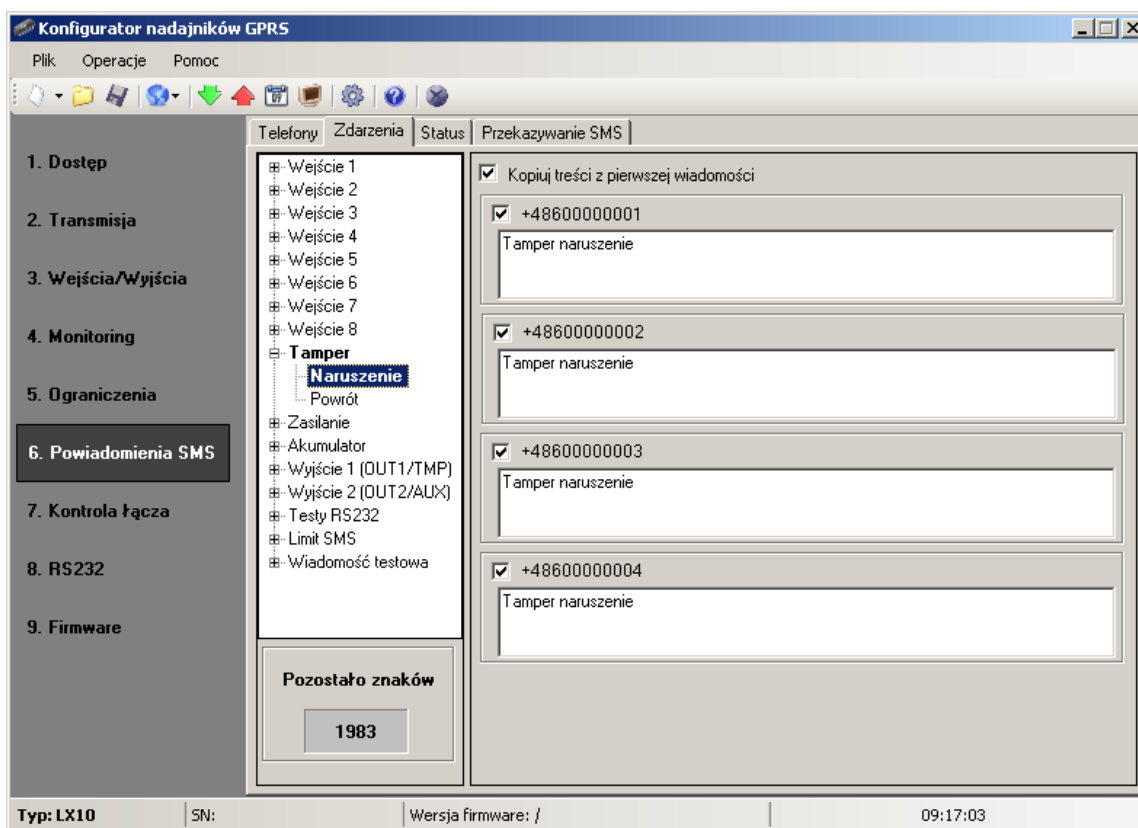 Konfigurator nadajników GPRS
Plik Operacje Pomoc
Telefony Zdarzenia Status Przekazywanie SMS
1. Dostęp
2. Transmisja
3. Wejścia/Wyjścia
4. Monitoring
5. Ograniczenia
6. Powiadomienia SMS
7. Kontrola łącza
8. RS232
9. Firmware
Wejście 1
Wejście 2
Wejście 3
Wejście 4
Wejście 5
Wejście 6
Wejście 7
Wejście 8
Tamper
Naruszenie
Powrót
Zasilanie
Akumulator
Wyjście 1 (OUT1/TMP)
Wyjście 2 (OUT2/AUX)
Testy RS232
Limit SMS
Wiadomość testowa
Pozostało znaków
1983
Kopiuj treści z pierwszej wiadomości
+48600000001
Tamper naruszenie
+48600000002
Tamper naruszenie
+48600000003
Tamper naruszenie
+48600000004
Tamper naruszenie
Typ: LX10 SN: Wersja firmware: / 09:17:03